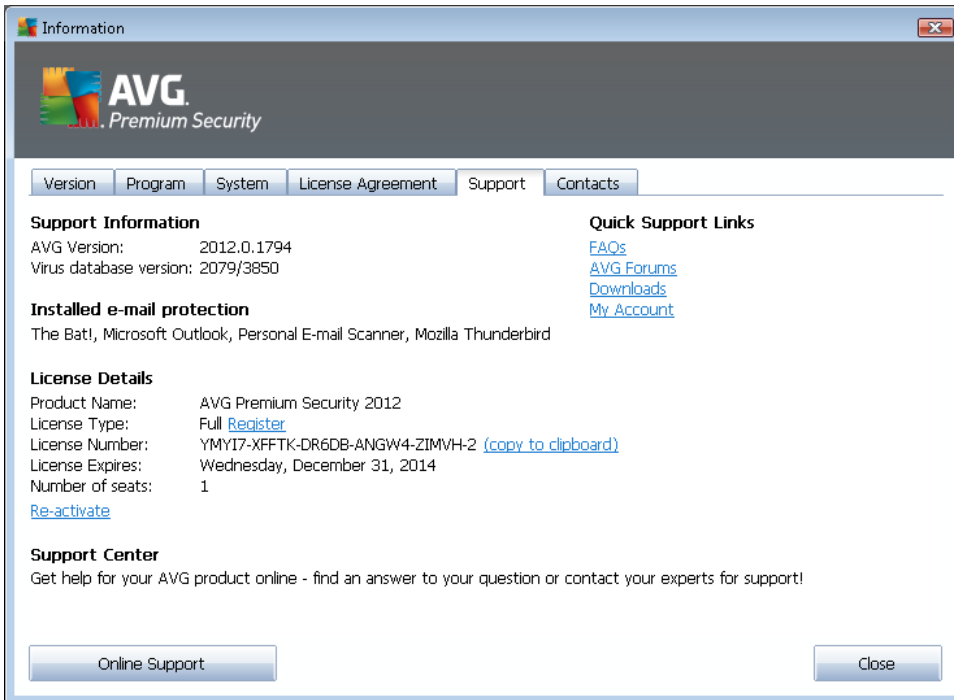 Information
AVG.
Premium Security
Version Program System License Agreement Support Contacts
Support Information
AVG Version: 2012.0.1794
Virus database version: 2079/3850
Quick Support Links
FAQs
AVG Forums
Downloads
My Account
Installed e-mail protection
The Bat!, Microsoft Outlook, Personal E-mail Scanner, Mozilla Thunderbird
License Details
Product Name: AVG Premium Security 2012
License Type: Full Register
License Number: YMYI7-XFFTK-DR6DB-ANGW4-ZIMVH-2 (copy to clipboard)
License Expires: Wednesday, December 31, 2014
Number of seats: 1
Re-activate
Support Center
Get help for your AVG product online - find an answer to your question or contact your experts for support!
Online Support Close